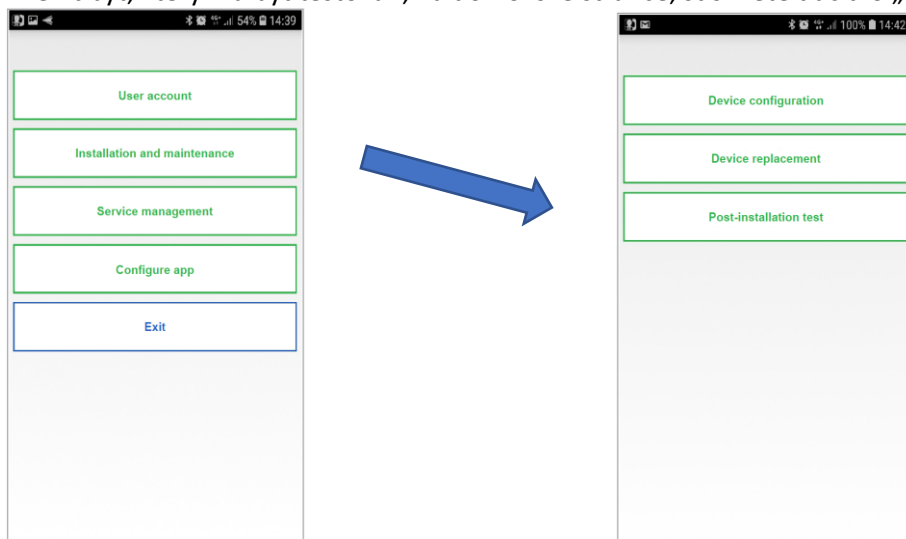 54% 14:39
User account
Installation and maintenance
Service management
Configure app
Exit
100% 14:42
Device configuration
Device replacement
Post-installation test